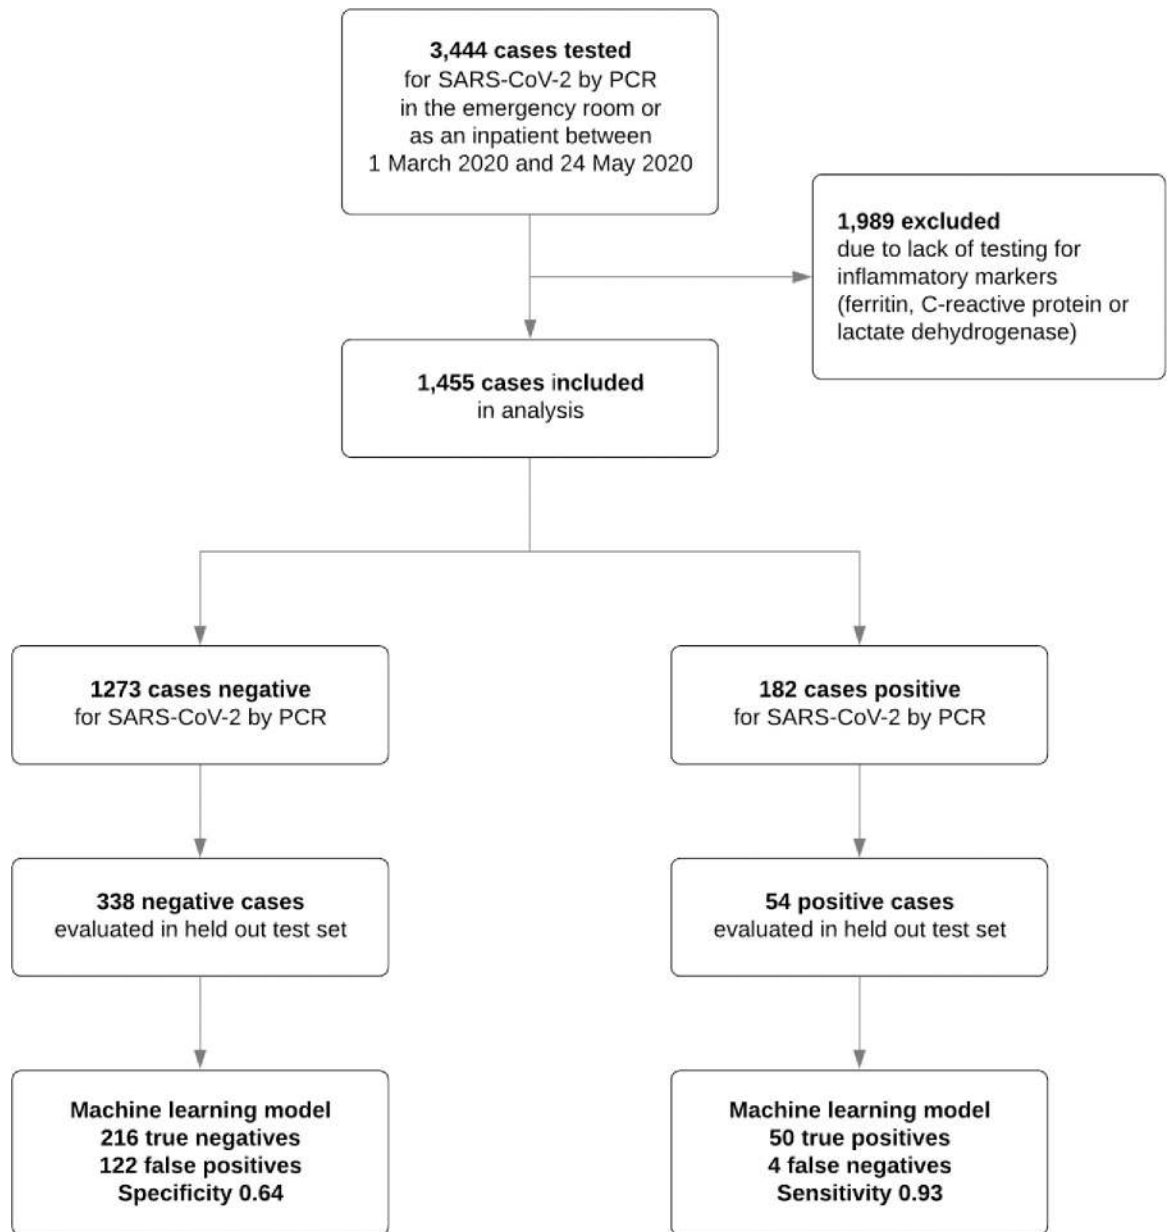 3,444 cases tested
for SARS-CoV-2 by PCR
in the emergency room or
as an inpatient between
1 March 2020 and 24 May 2020
1,989 excluded
due to lack of testing for
inflammatory markers
(ferritin, C-reactive protein or
lactate dehydrogenase)
1,455 cases included
in analysis
1273 cases negative
for SARS-CoV-2 by PCR
182 cases positive
for SARS-CoV-2 by PCR
338 negative cases
evaluated in held out test set
54 positive cases
evaluated in held out test set
Machine learning model
216 true negatives
122 false positives
Specificity 0.64
Machine learning model
50 true positives
4 false negatives
Sensitivity 0.93